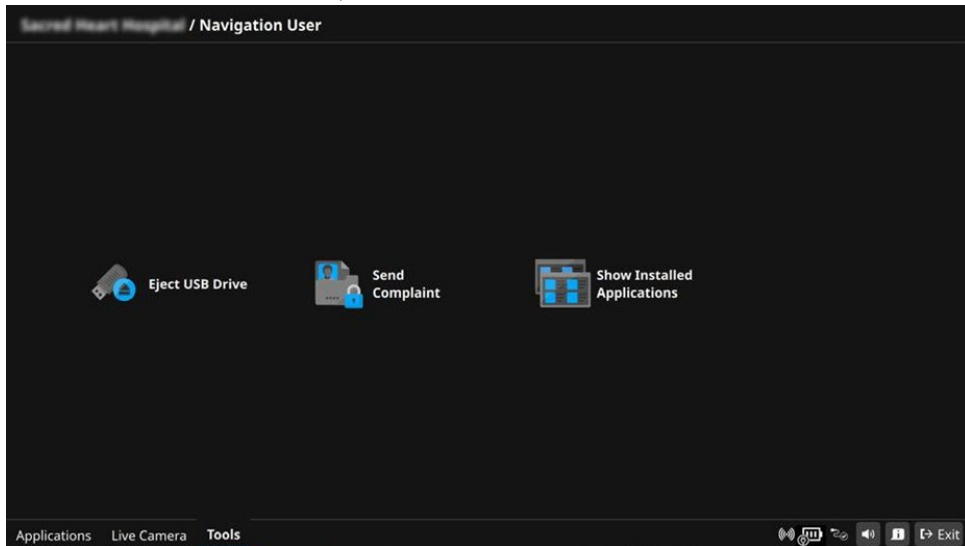 / Navigation User
Eject USB Drive
Send
Complaint
Show Installed
Applications
Applications Live Camera Tools
Exit